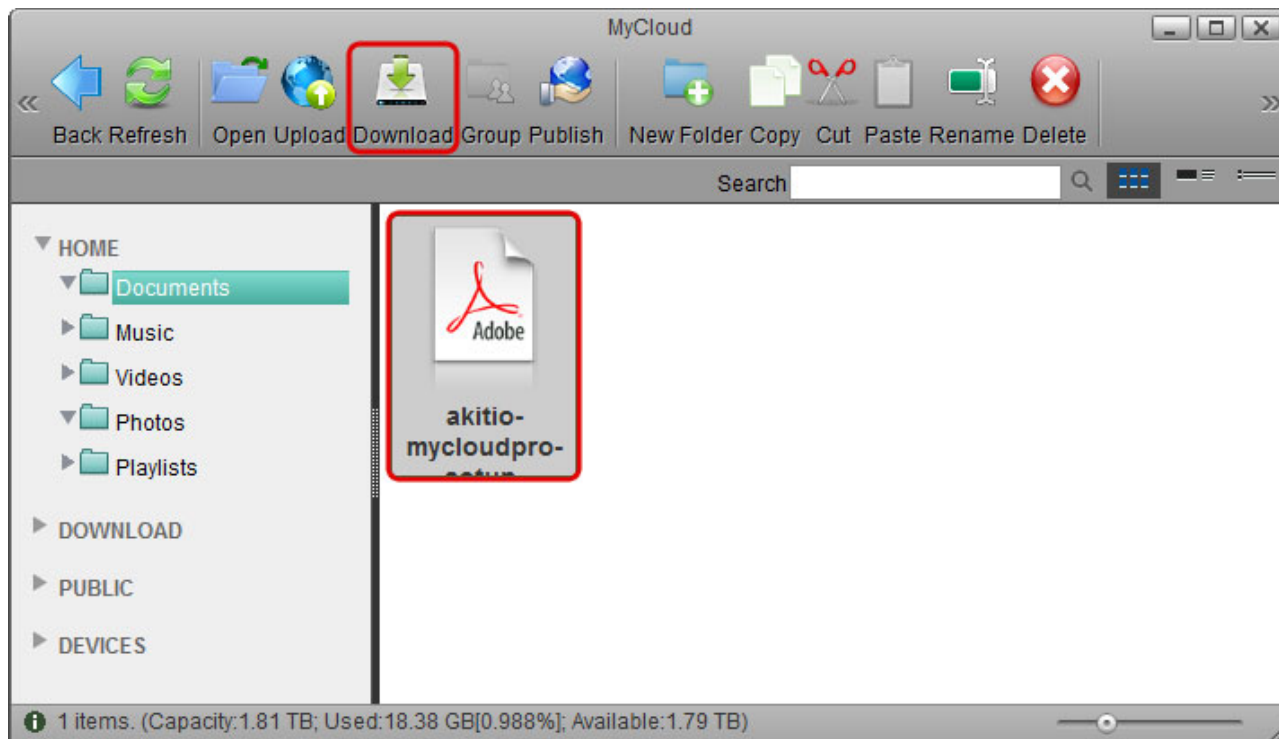 MyCloud
Back Refresh Open Upload Download Group Publish New Folder Copy Cut Paste Rename Delete
Search
HOME
Documents
Music
Videos
Photos
Playlists
DOWNLOAD
PUBLIC
DEVICES
Adobe
akitio-
mycloudpro-
1 items. (Capacity:1.81 TB; Used:18.38 GB[0.988%]; Available:1.79 TB)